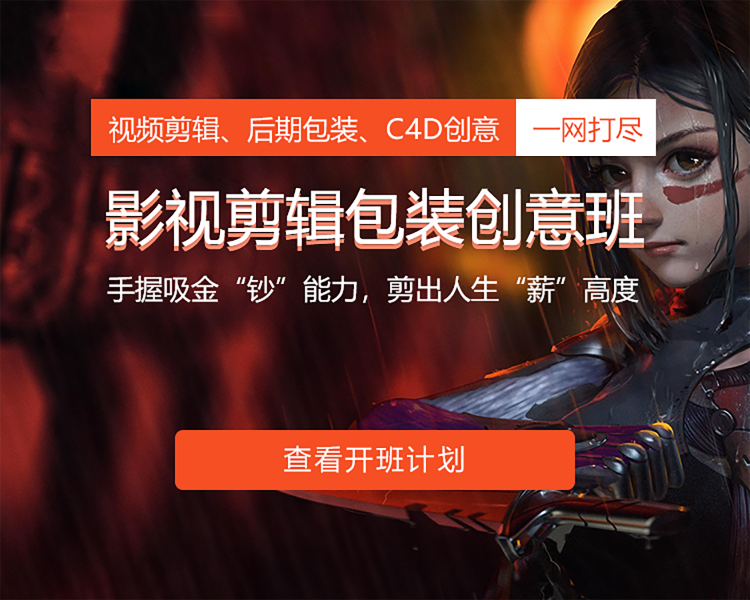 视频剪辑、后期包装、C4D创意 一网打尽
影视剪辑包装创意班
手握吸金“钞”能力，剪出人生“薪”高度
查看开班计划